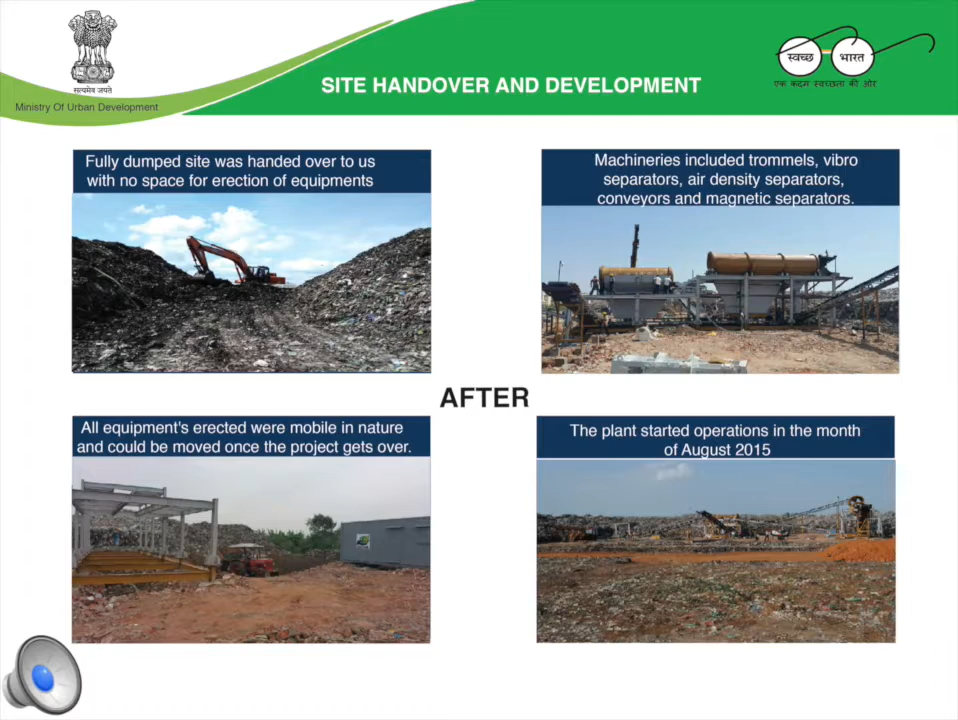 सत्यमेव जयते
Ministry Of Urban Development
SITE HANDOVER AND DEVELOPMENT
स्वच्छ भारत
एक कदम स्वच्छता की ओर
Fully dumped site was handed over to us
with no space for erection of equipments
Machineries included trommels, vibro
separators, air density separators,
conveyors and magnetic separators.
AFTER
All equipment's erected were mobile in nature
and could be moved once the project gets over.
The plant started operations in the month
of August 2015